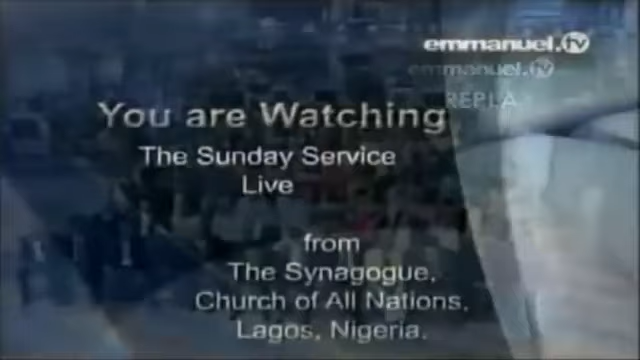 emmanuel.tv
emmanuel.tv
REPLA
You are Watching
The Sunday Service
Live
from
The Synagogue,
Church of All Nations,
Lagos, Nigeria.